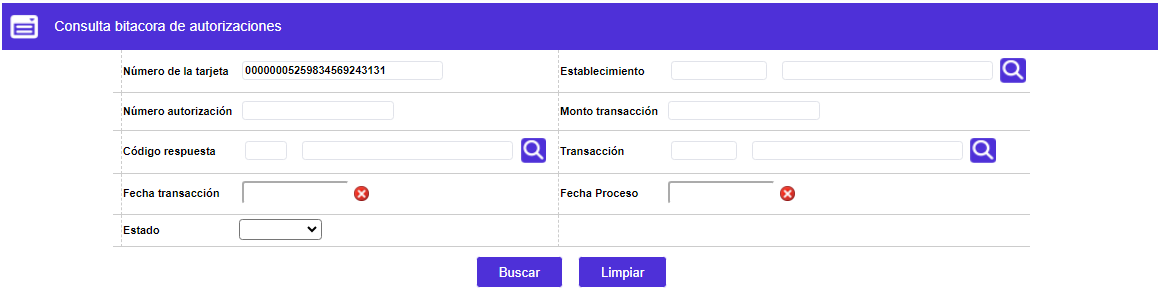 Consulta bitacora de autorizaciones
Número de la tarjeta 00000005259834569243131 Establecimiento
Número autorización Monto transacción
Código respuesta Transacción
Fecha transacción Fecha Proceso
Estado
Buscar Limpiar